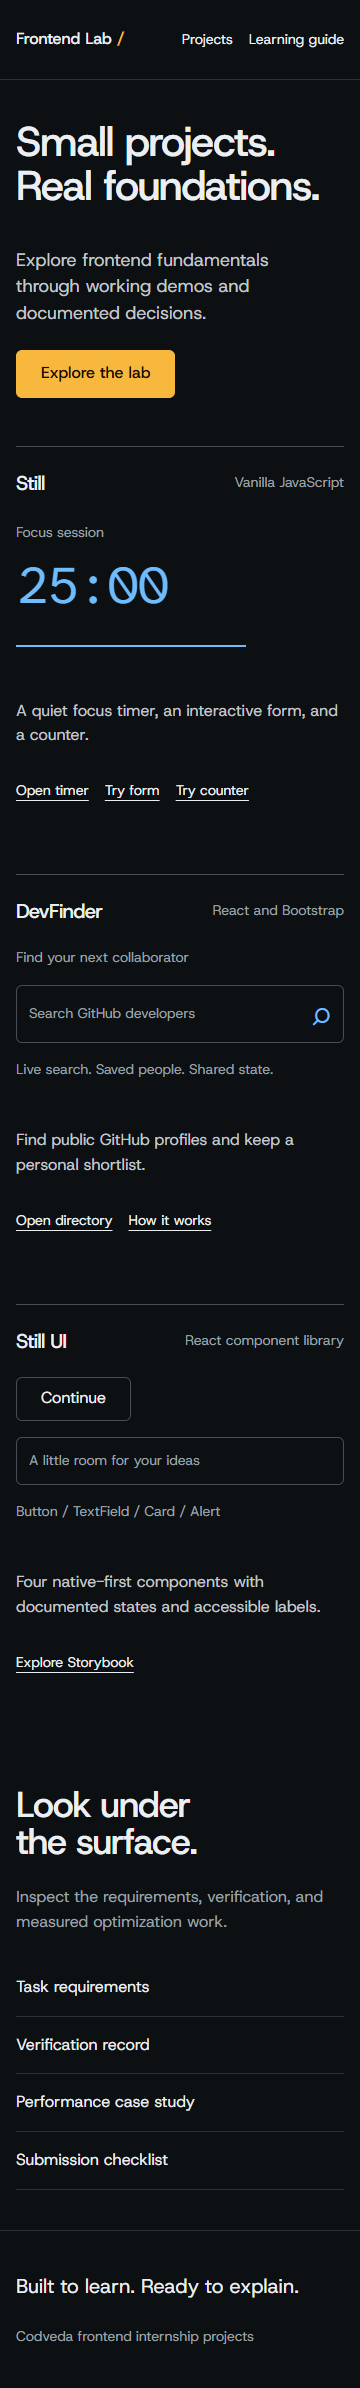 Frontend Lab / Projects Learning guide
Small projects.
Real foundations.
Explore frontend fundamentals
through working demos and
documented decisions.
Explore the lab
Still Vanilla JavaScript
Focus session
25:00
A quiet focus timer, an interactive form, and
a counter.
Open timer Try form Try counter
DevFinder React and Bootstrap
Find your next collaborator
Search GitHub developers
Live search. Saved people. Shared state.
Find public GitHub profiles and keep a
personal shortlist.
Open directory How it works
Still UI React component library
Continue
A little room for your ideas
Button / TextField / Card / Alert
Four native-first components with
documented states and accessible labels.
Explore Storybook
Look under
the surface.
Inspect the requirements, verification, and
measured optimization work.
Task requirements
Verification record
Performance case study
Submission checklist
Built to learn. Ready to explain.
Codveda frontend internship projects